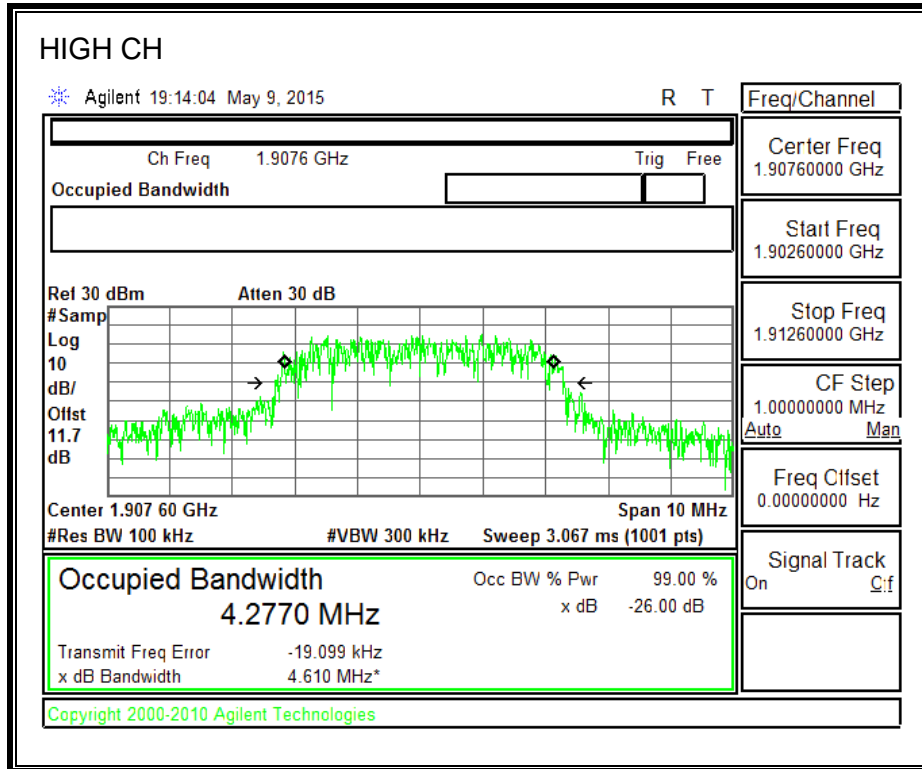 HIGH CH
Agilent 19:14:04 May 9, 2015 R T
Freq/Channel
Ch Freq 1.9076 GHz Trig Free
Occupied Bandwidth
Center Freq
1.90760000 GHz
Start Freq
1.90260000 GHz
Stop Freq
1.91260000 GHz
CF Step
1.00000000 MHz
Auto Man
Freq Offset
0.00000000 Hz
Signal Track
On Off
Ref 30 dBm Atten 30 dB
#Samp
Log
10
dB/
Offst
11.7
dB
Center 1.907 60 GHz Span 10 MHz
#Res BW 100 kHz #VBW 300 kHz Sweep 3.067 ms (1001 pts)
Occupied Bandwidth
4.2770 MHz
Occ BW % Pwr 99.00 %
x dB -26.00 dB
Transmit Freq Error -19.099 kHz
x dB Bandwidth 4.610 MHz*
Copyright 2000-2010 Agilent Technologies